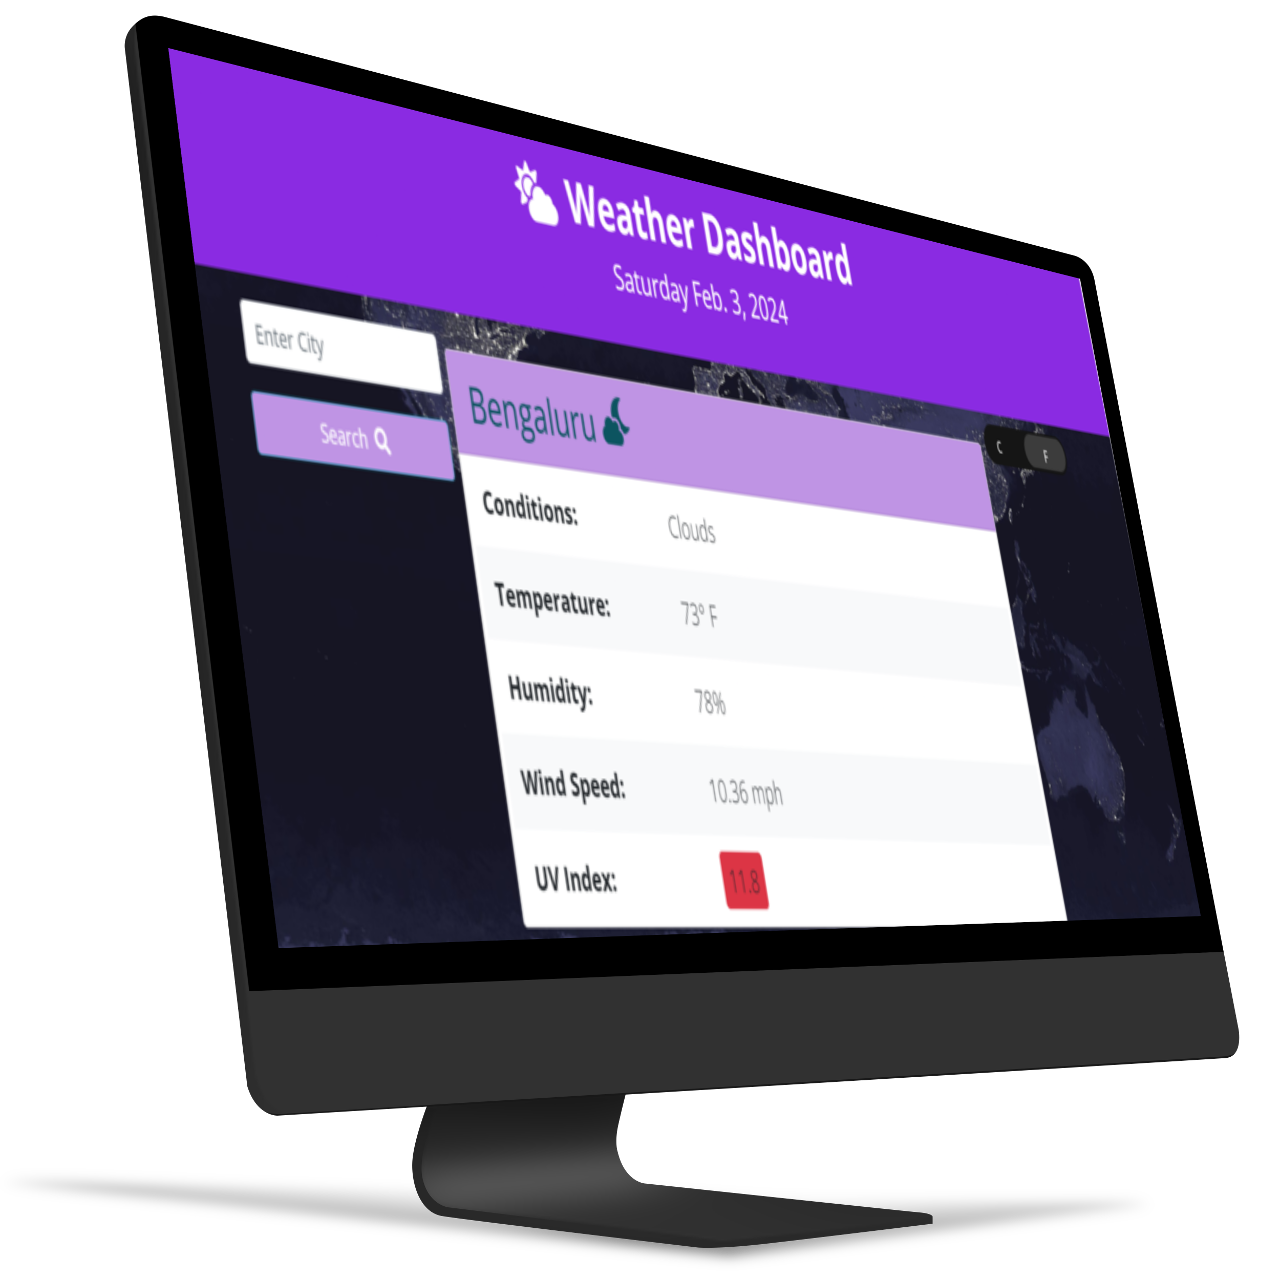 Weather Dashboard
Saturday Feb. 3, 2024
Enter City
Search
Bengaluru
C F
Conditions: Clouds
Temperature: 73° F
Humidity: 78%
Wind Speed: 10.36 mph
UV Index: 11.8